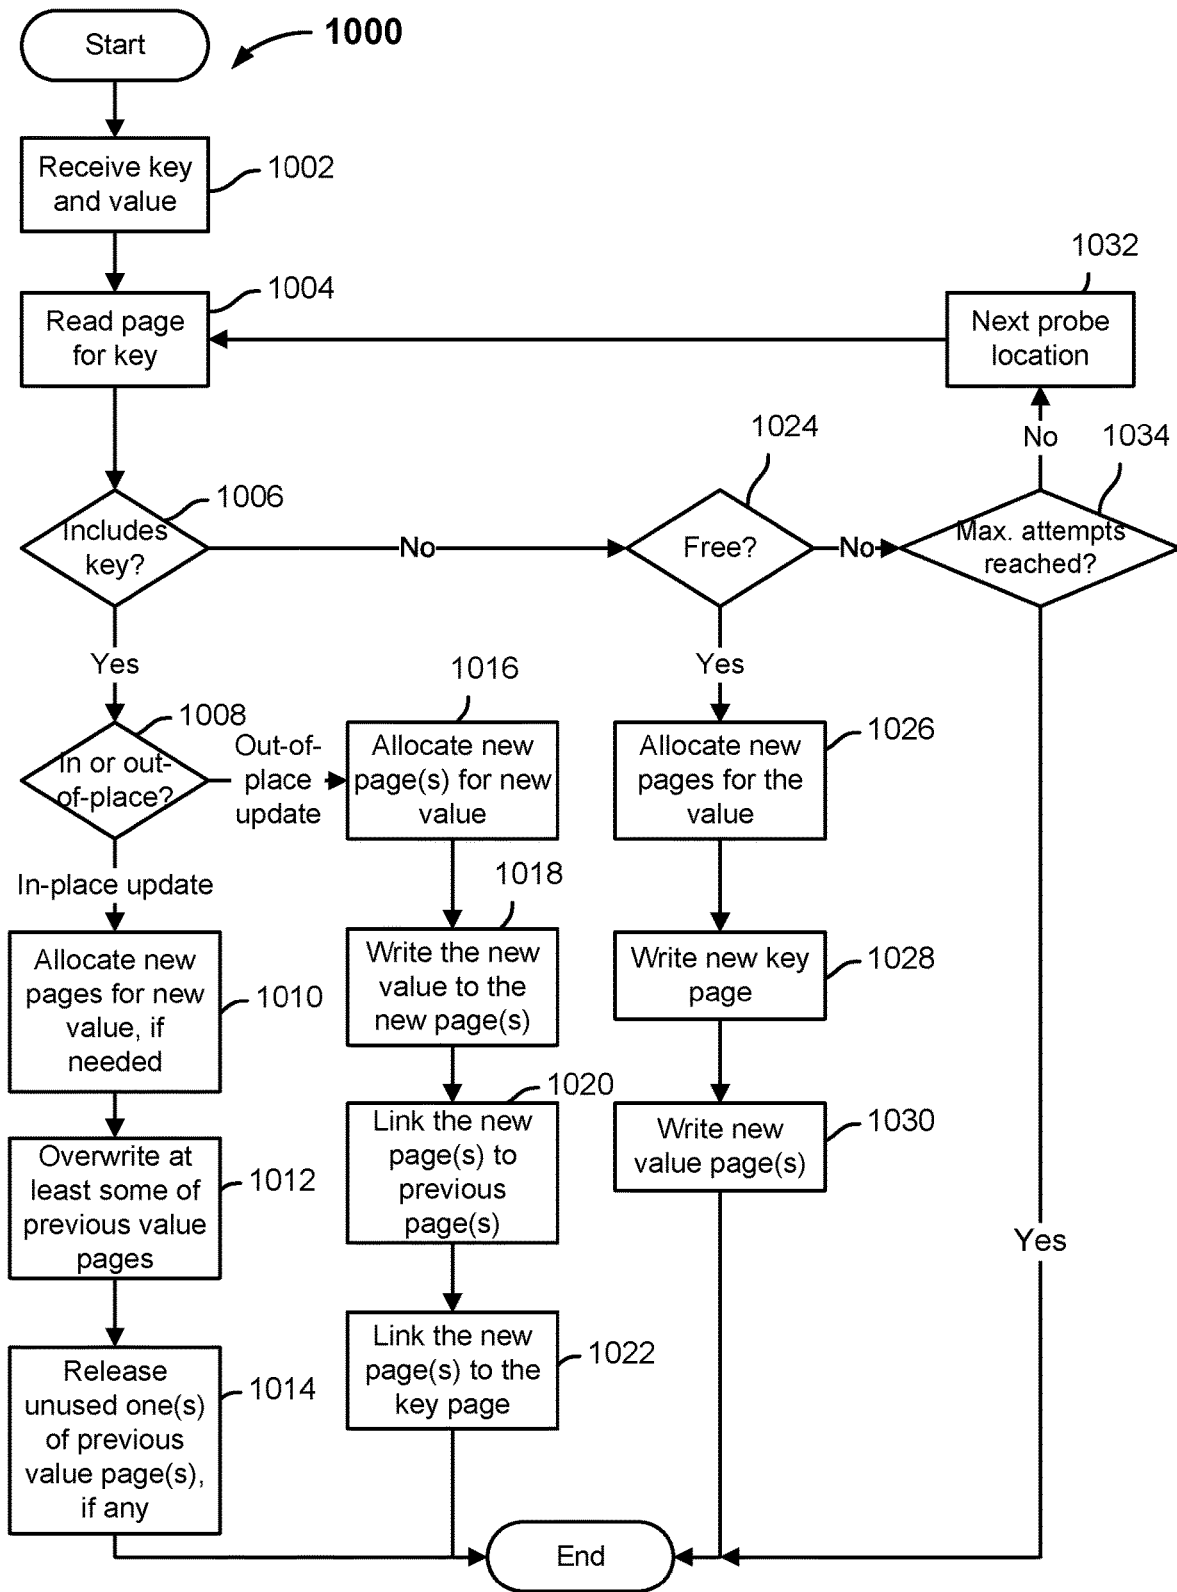 Start
1000
Receive key
and value
1002
Read page
for key
1004
Next probe
location
1032
Includes
key?
1006
No
Free?
1024
No
Max. attempts
reached?
1034
No
Yes
Yes
Yes
In or out-
of-place?
1008
Out-of-
place
update
In-place update
Allocate new
pages for new
value, if
needed
1010
Overwrite at
least some of
previous value
pages
1012
Release
unused one(s)
of previous
value page(s),
if any
1014
Allocate new
page(s) for new
value
1016
Write the new
value to the
new page(s)
1018
Link the new
page(s) to
previous
page(s)
1020
Link the new
page(s) to the
key page
1022
Allocate new
pages for the
value
1026
Write new key
page
1028
Write new
value page(s)
1030
End